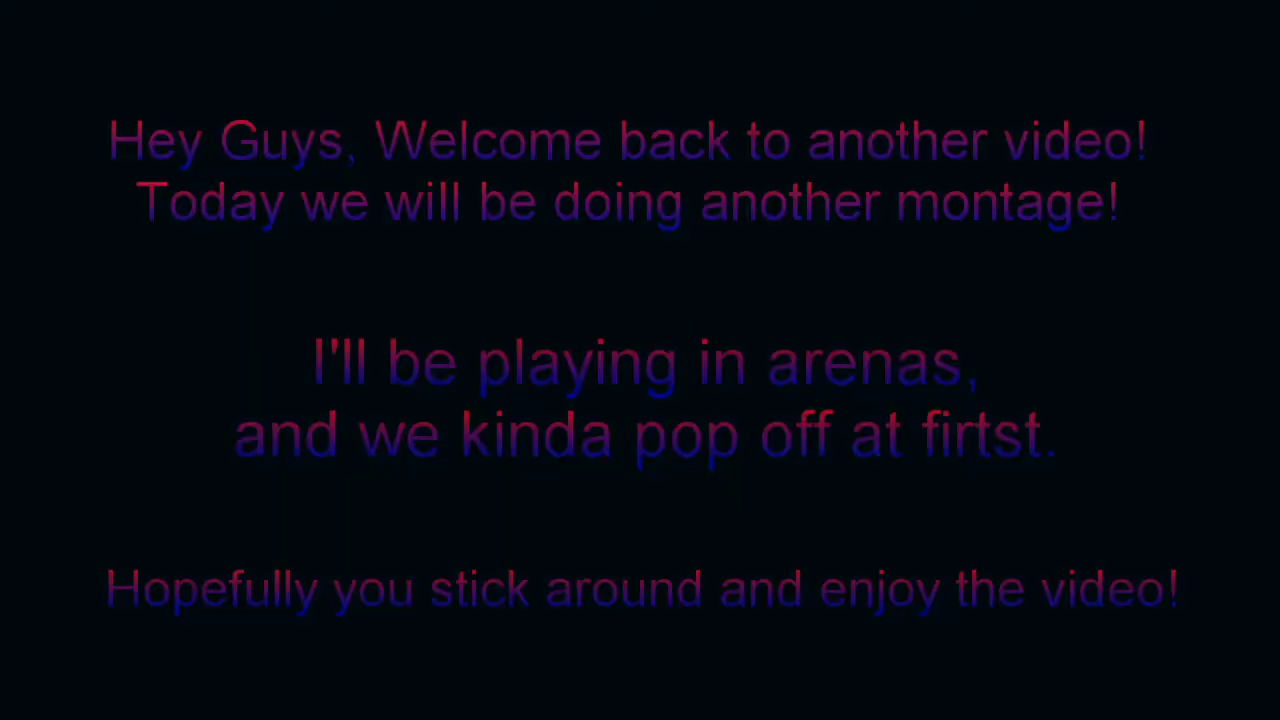 Hey Guys, Welcome back to another video!
Today we will be doing another montage!
I'll be playing in arenas,
and we kinda pop off at firtst.
Hopefully you stick around and enjoy the video!